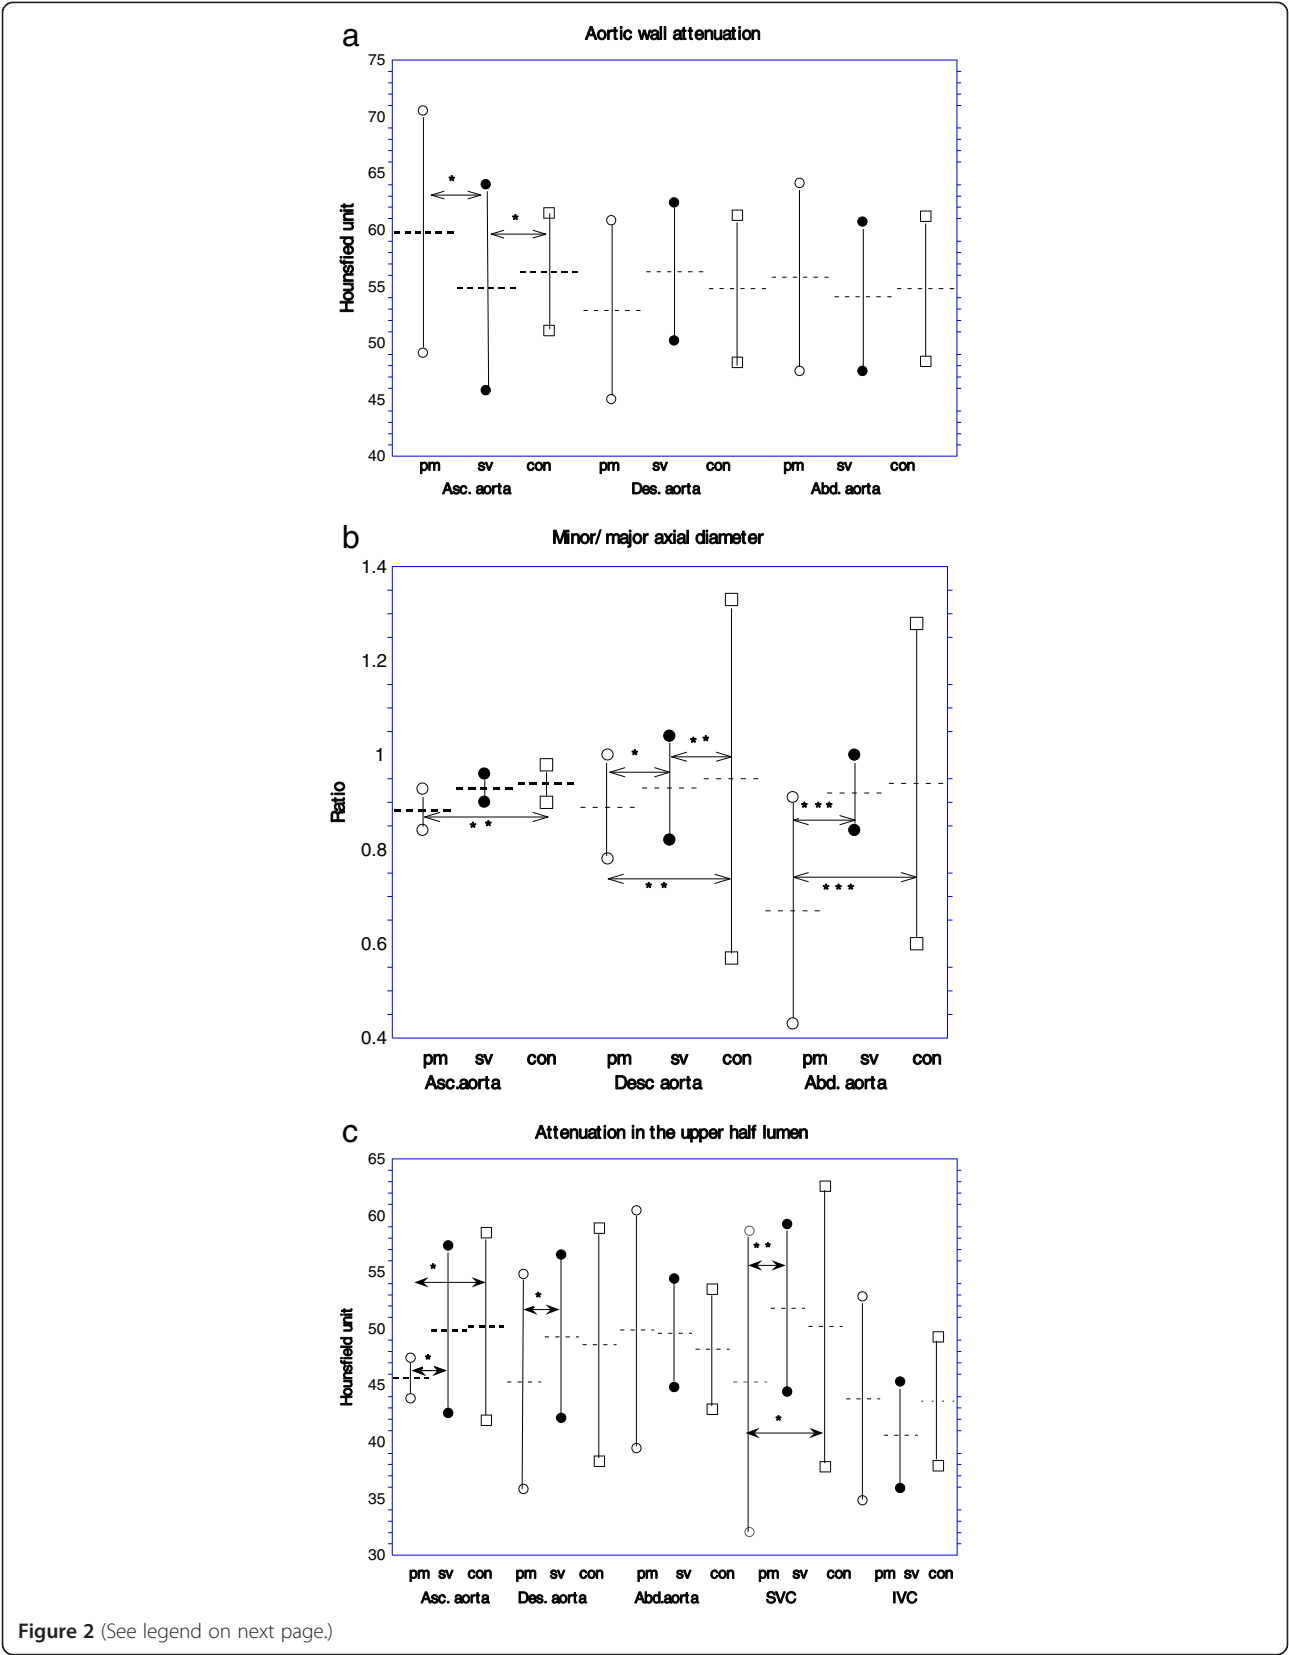 a
Aortic wall attenuation
75
70
65
60
55
50
45
40
Hounsfied unit
*
*
pm sv con pm sv con pm sv con
Asc. aorta Des. aorta Abd. aorta
b
Minor/ major axial diameter
1.4
1.2
1
0.8
0.6
0.4
Ratio
* *
*
* *
* *
* * *
* * *
pm sv con pm sv con pm sv con
Asc.aorta Desc aorta Abd. aorta
c
Attenuation in the upper half lumen
65
60
55
50
45
40
35
30
Hounsfield unit
*
*
*
* *
*
pm sv con pm sv con pm sv con pm sv con pm sv con
Asc. aorta Des. aorta Abd.aorta SVC IVC
Figure 2 (See legend on next page.)